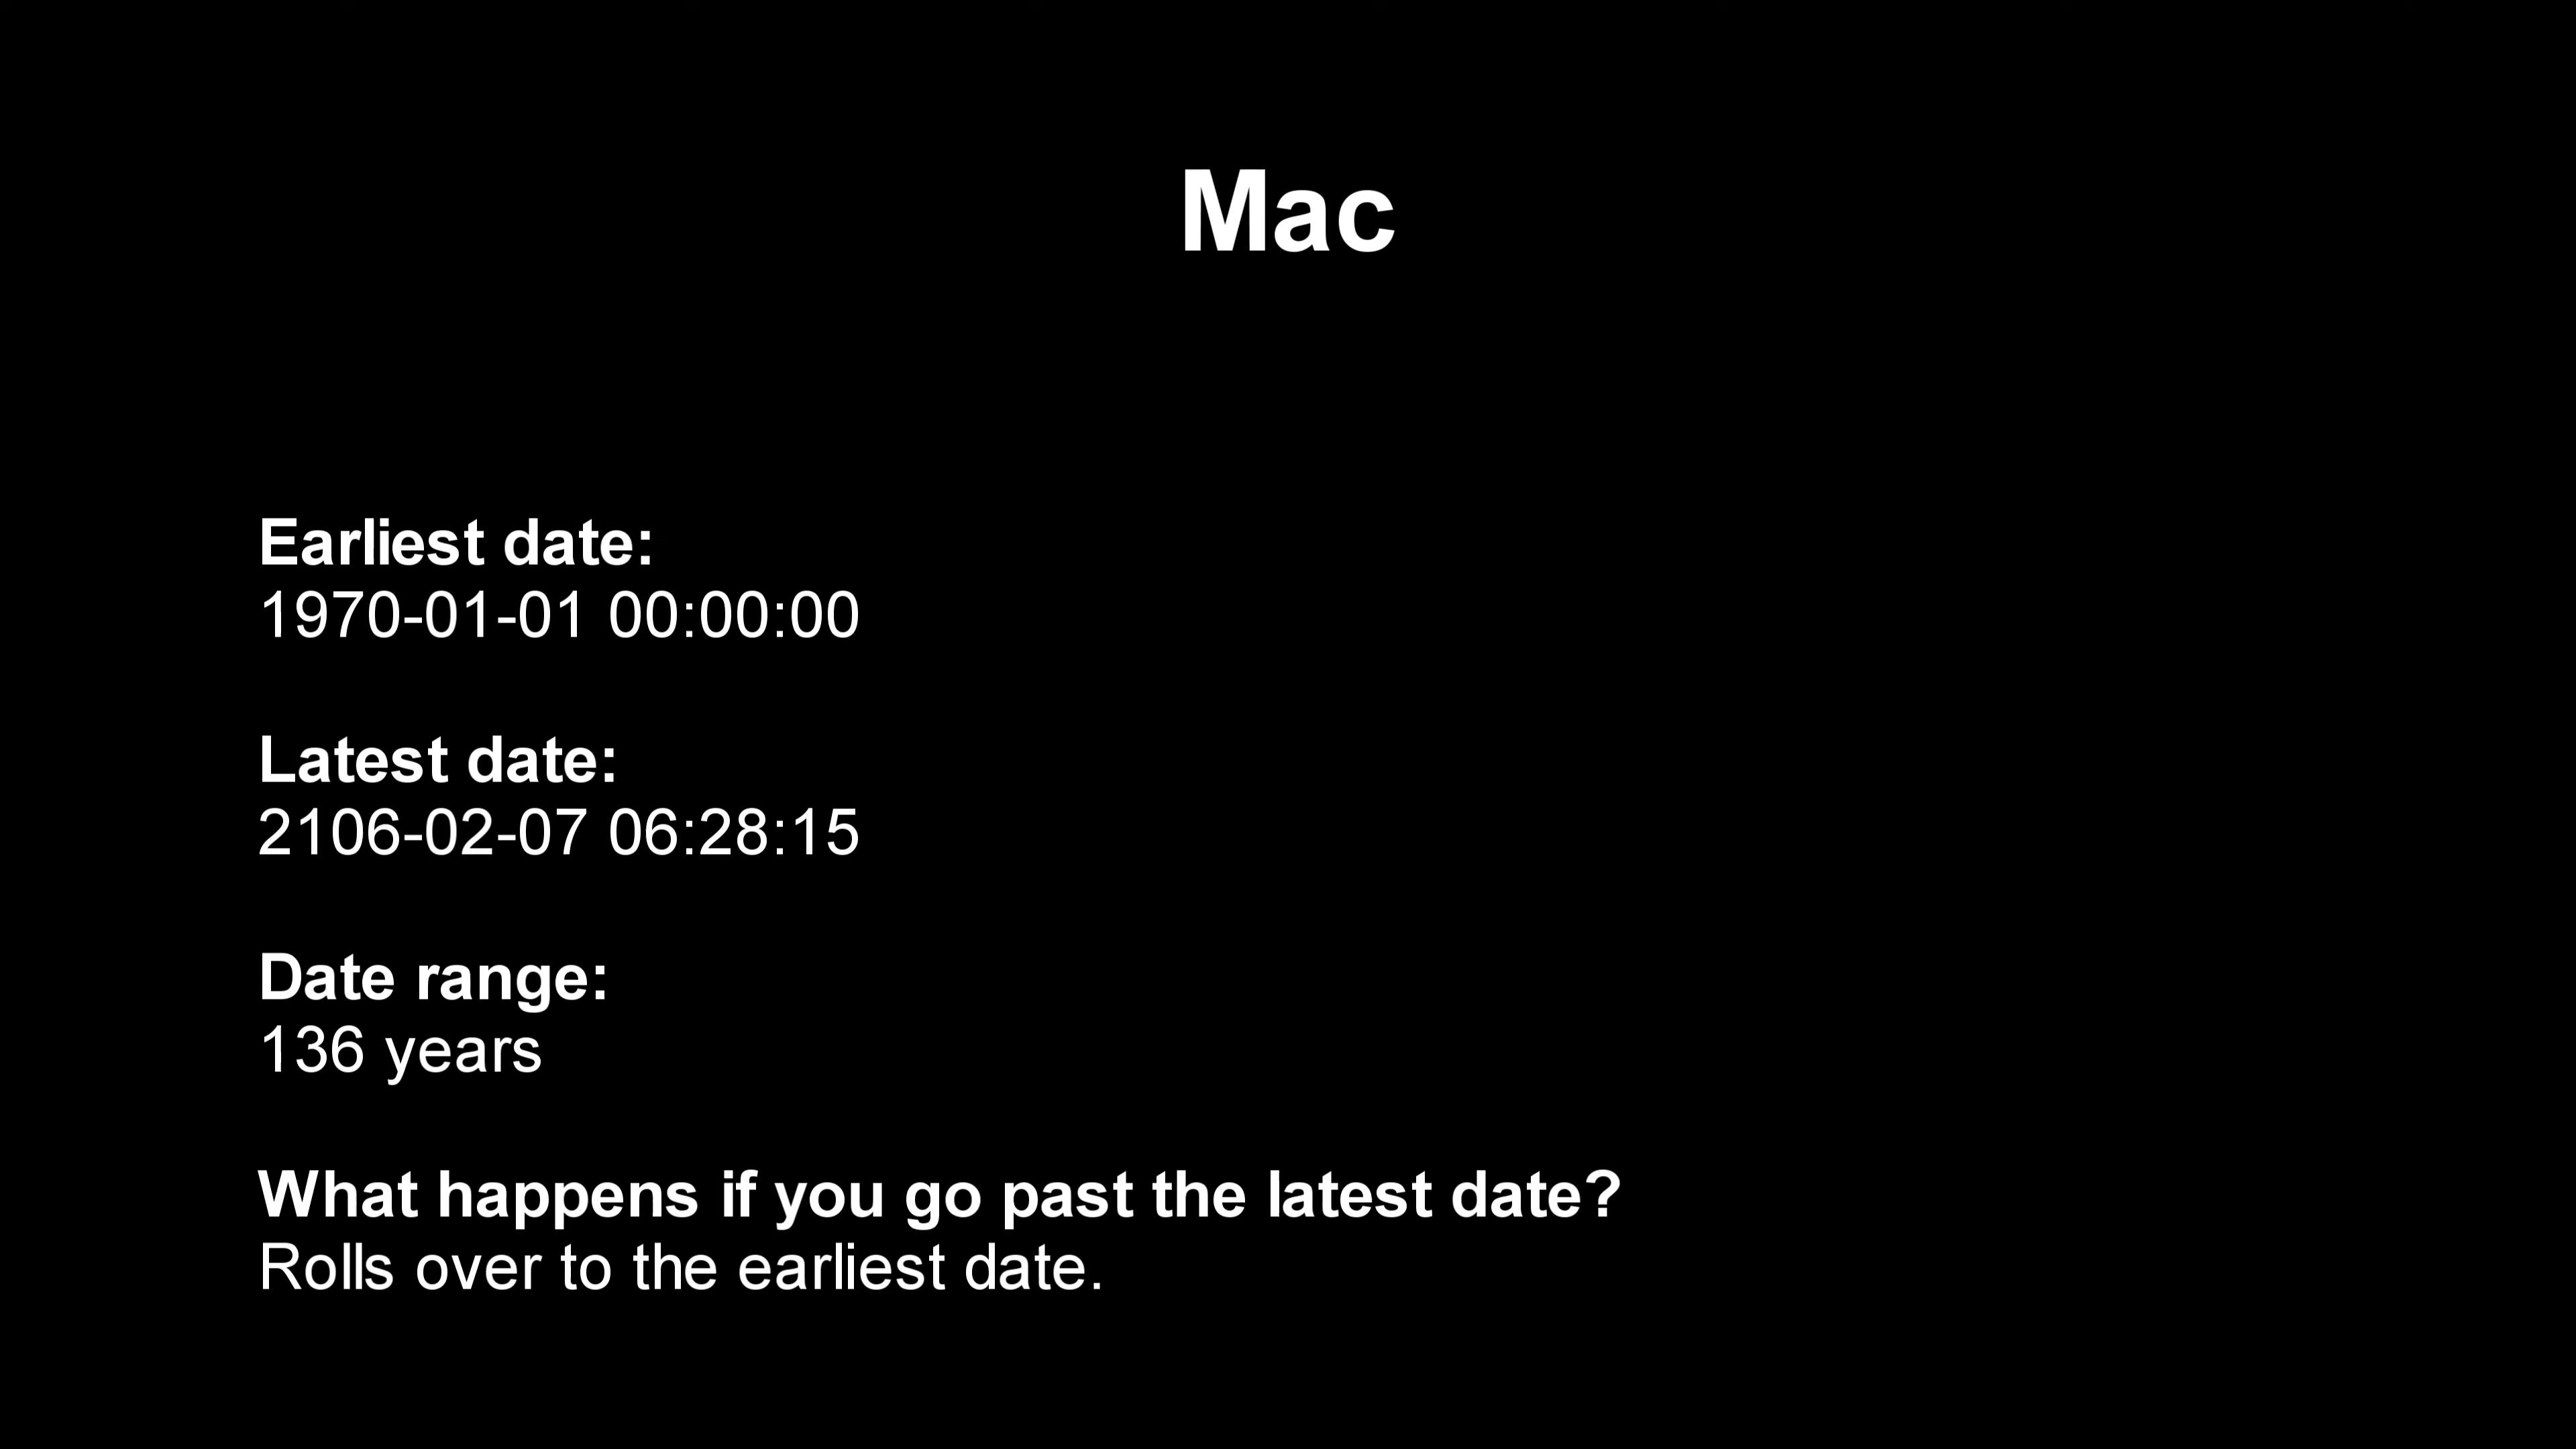 Mac
Earliest date:
1970-01-01 00:00:00
Latest date:
2106-02-07 06:28:15
Date range:
136 years
What happens if you go past the latest date?
Rolls over to the earliest date.